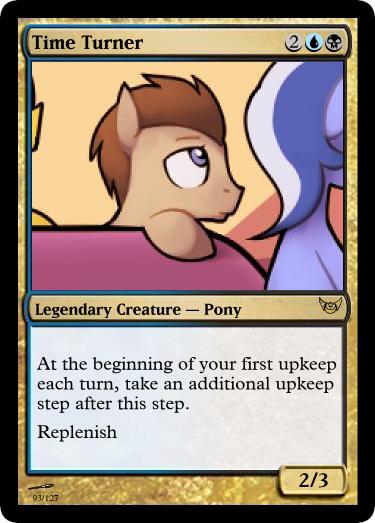 Time Turner 2
Legendary Creature — Pony
At the beginning of your first upkeep
each turn, take an additional upkeep
step after this step.
Replenish
2/3
93/127